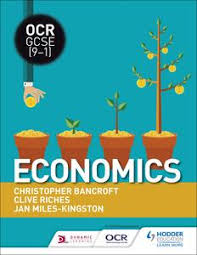 OCR
GCSE
(9–1)
ECONOMICS
CHRISTOPHER BANCROFT
CLIVE RICHES
JAN MILES-KINGSTON
DYNAMIC
LEARNING
OCR
HODDER
EDUCATION
LEARN MORE